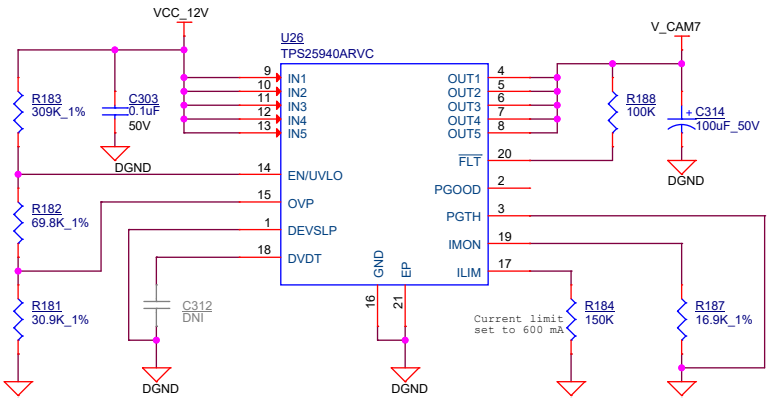 VCC_12V
V_CAM7
U26
TPS25940ARVC
R183
309K_1%
C303
0.1uF
50V
DGND
9 IN1
10 IN2
11 IN3
12 IN4
13 IN5
14 EN/UVLO
15 OVP
1 DEVSLP
18 DVDT
OUT1 4
OUT2 5
OUT3 6
OUT4 7
OUT5 8
FLT 20
PGOOD 2
PGTH 3
IMON 19
ILIM 17
GND 16
EP 21
R188
100K
+ C314
100uF_50V
DGND
R182
69.8K_1%
R181
30.9K_1%
C312
DNI
DGND
DGND
Current limit
set to 600 mA
R184
150K
R187
16.9K_1%